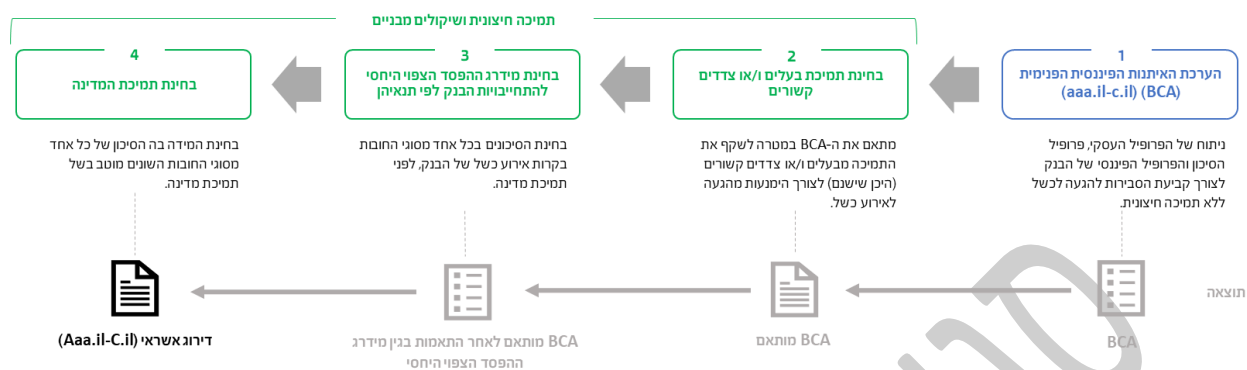 תמיכה חיצונית ושיקולים מבניים
1
הערכת האיתנות הפיננסית הפנימית
(BCA) (aaa.il-c.il)
2
בחינת תמיכת בעלים ו/או צדדים
קשורים
3
בחינת מידרג ההפסד הצפוי היחסי
להתחייבויות הבנק לפי תנאיהן
4
בחינת תמיכת המדינה
ניתוח של הפרופיל העסקי, פרופיל
הסיכון והפרופיל הפיננסי של הבנק
לצורך קביעת הסבירות להגעה לכשל
ללא תמיכה חיצונית.
מתאם את ה-BCA במטרה לשקף את
התמיכה מבעלים ו/או צדדים קשורים
(היכן שישנם) לצורך הימנעות מהגעה
לאירוע כשל.
בחינת הסיכונים בכל אחד מסוגי החובות
בקרות אירוע כשל של הבנק, לפני
תמיכת מדינה.
בחינת המידה בה הסיכון של כל אחד
מסוגי החובות השונים מוטב בשל
תמיכת מדינה.
תוצאה
BCA
BCA מותאם
BCA מותאם לאחר התאמות בגין מידרג
ההפסד הצפוי היחסי
דירוג אשראי (Aaa.il-C.il)